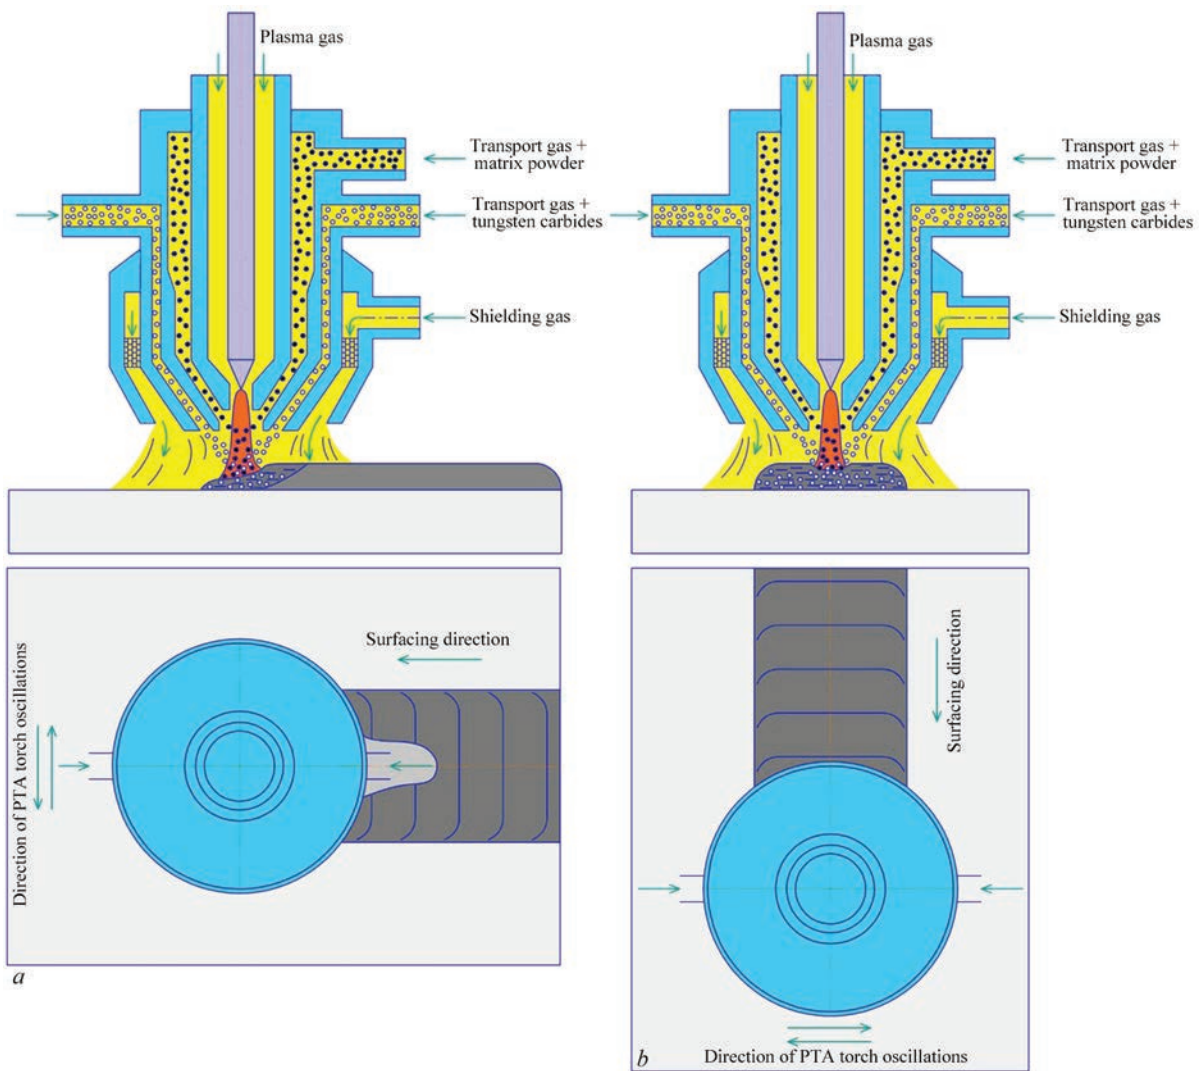 Plasma gas
Transport gas +
matrix powder
Transport gas +
tungsten carbides
Shielding gas
Surfacing direction
Direction of PTA torch oscillations
a
Plasma gas
Transport gas +
matrix powder
Transport gas +
tungsten carbides
Shielding gas
Surfacing direction
Direction of PTA torch oscillations
b